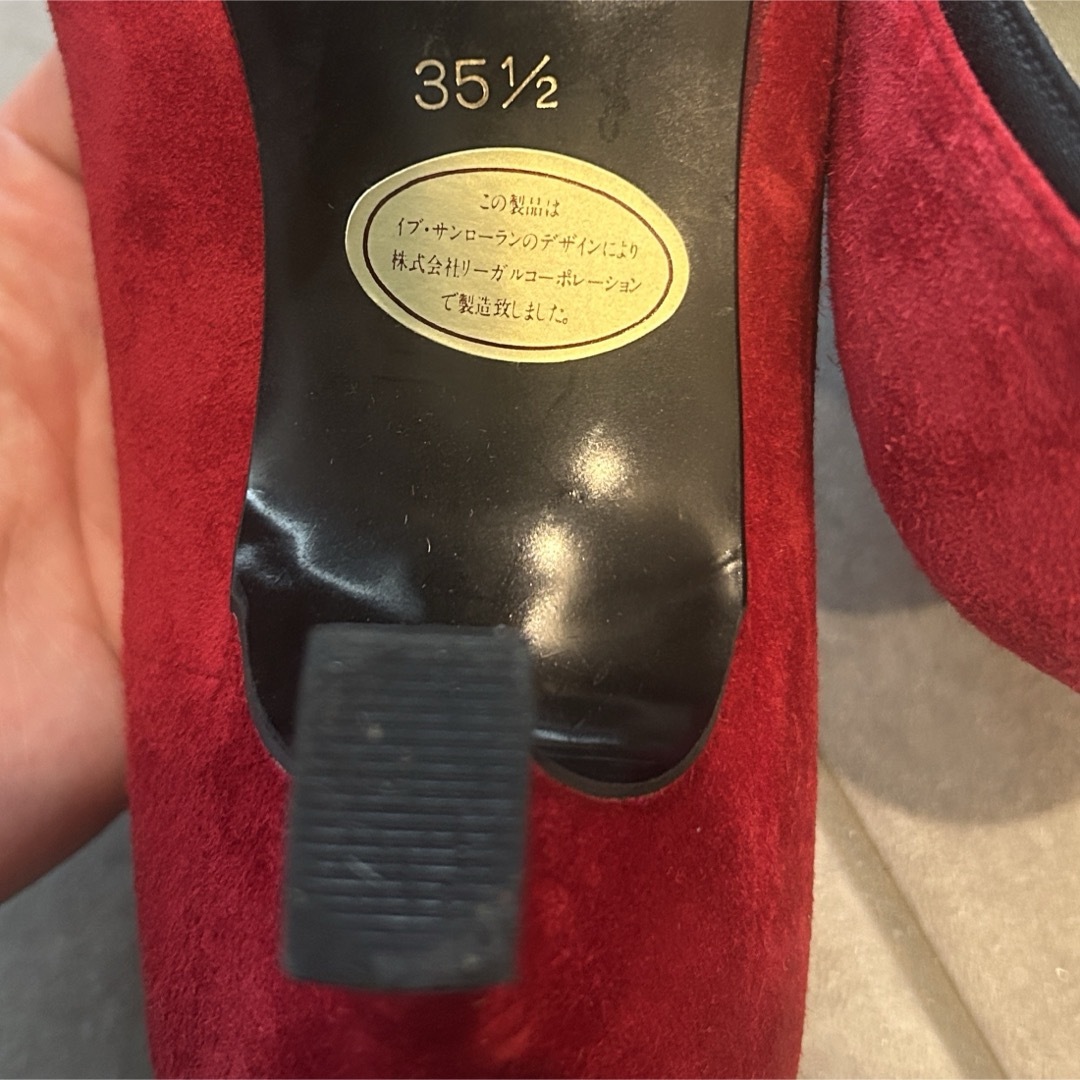 35½
この製品は
イブ・サンローランのデザインにより
株式会社リーガルコーポレーション
で製造致しました。